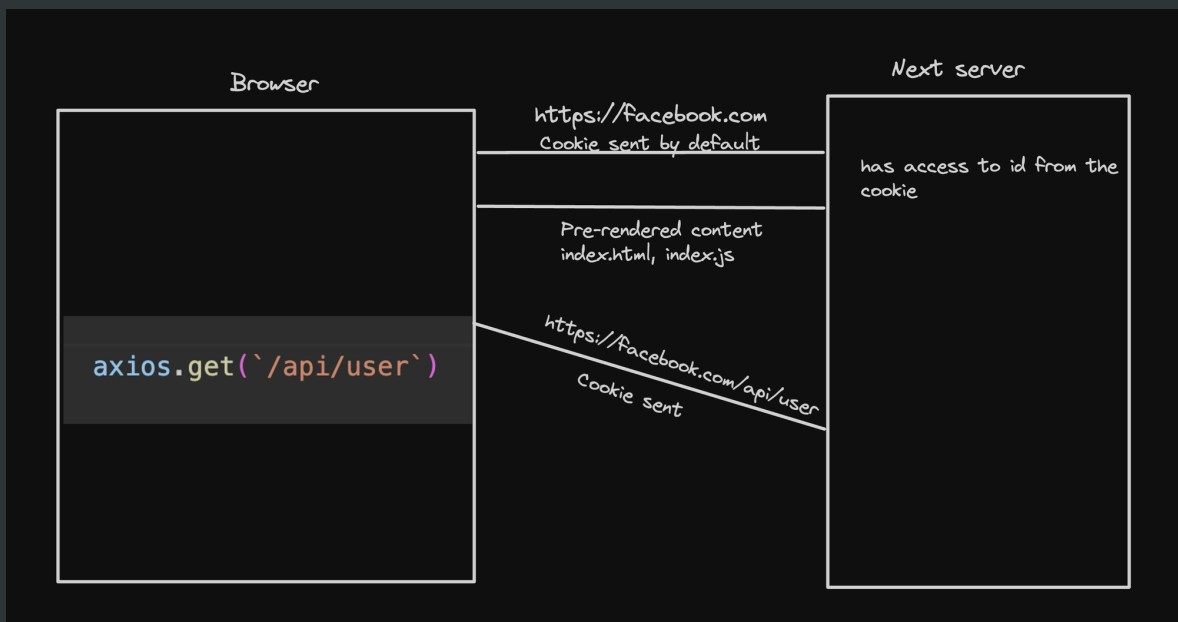 Browser
Next server
https://facebook.com
Cookie sent by default
has access to id from the
cookie
Pre-rendered content
index.html, index.js
axios.get(`/api/user`)
https://facebook.com/api/user
Cookie sent